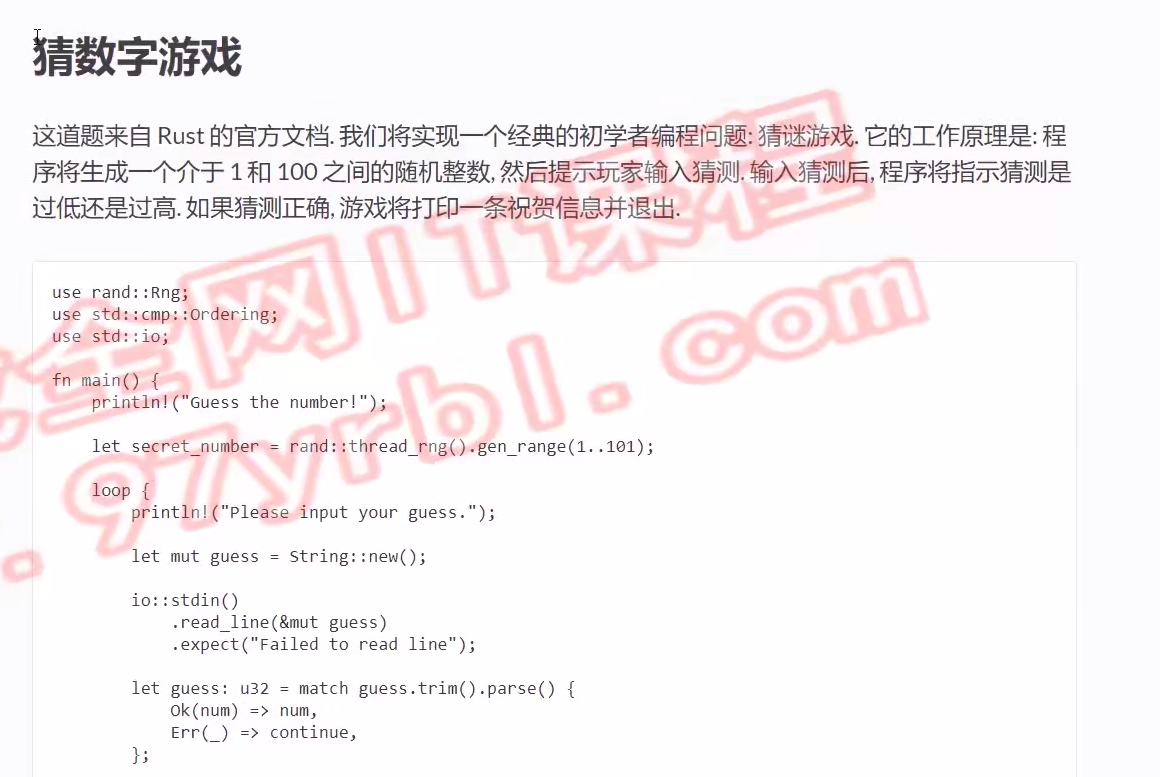 猜数字游戏
这道题来自 Rust 的官方文档. 我们将实现一个经典的初学者编程问题: 猜谜游戏. 它的工作原理是: 程
序将生成一个介于 1 和 100 之间的随机整数, 然后提示玩家输入猜测. 输入猜测后, 程序将指示猜测是
过低还是过高. 如果猜测正确, 游戏将打印一条祝贺信息并退出.
全网IT课程
.97yrbl.com
use rand::Rng;
use std::cmp::Ordering;
use std::io;
fn main() {
println!("Guess the number!");
let secret_number = rand::thread_rng().gen_range(1..101);
loop {
println!("Please input your guess.");
let mut guess = String::new();
io::stdin()
.read_line(&mut guess)
.expect("Failed to read line");
let guess: u32 = match guess.trim().parse() {
Ok(num) => num,
Err(_) => continue,
};